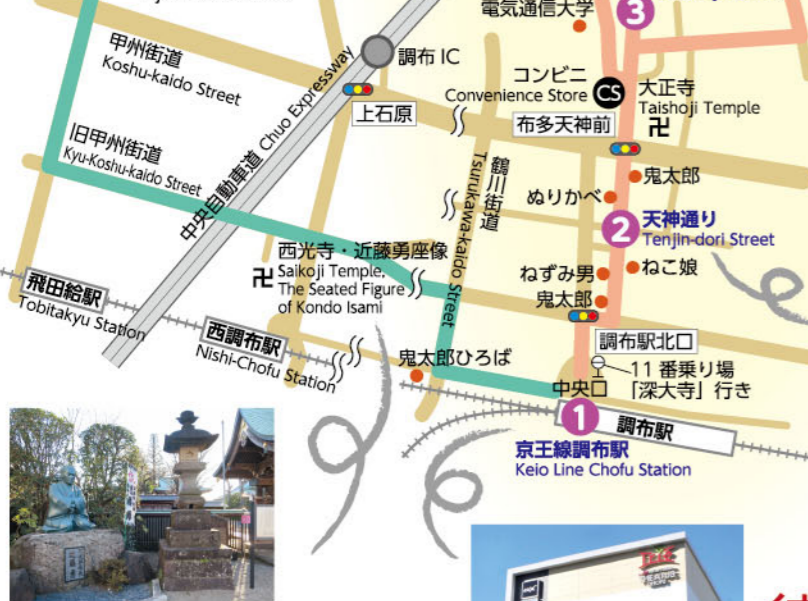 電気通信大学
3
甲州街道
Koshu-kaido Street
調布 IC
上石原
コンビニ
Convenience Store
CS
大正寺
Taishoji Temple
布多天神前
旧甲州街道
Kyu-Koshu-kaido Street
中央自動車道 Chuo Expressway
鶴川街道
Tsurukawa-kaido Street
鬼太郎
ぬりかべ
2
天神通り
Tenjin-dori Street
西光寺・近藤勇座像
Saikoji Temple,
The Seated Figure
of Kondo Isami
ねずみ男
ねこ娘
鬼太郎
飛田給駅
Tobitakyu Station
西調布駅
Nishi-Chofu Station
鬼太郎ひろば
調布駅北口
11 番乗り場
「深大寺」行き
中央口
1
調布駅
京王線調布駅
Keio Line Chofu Station